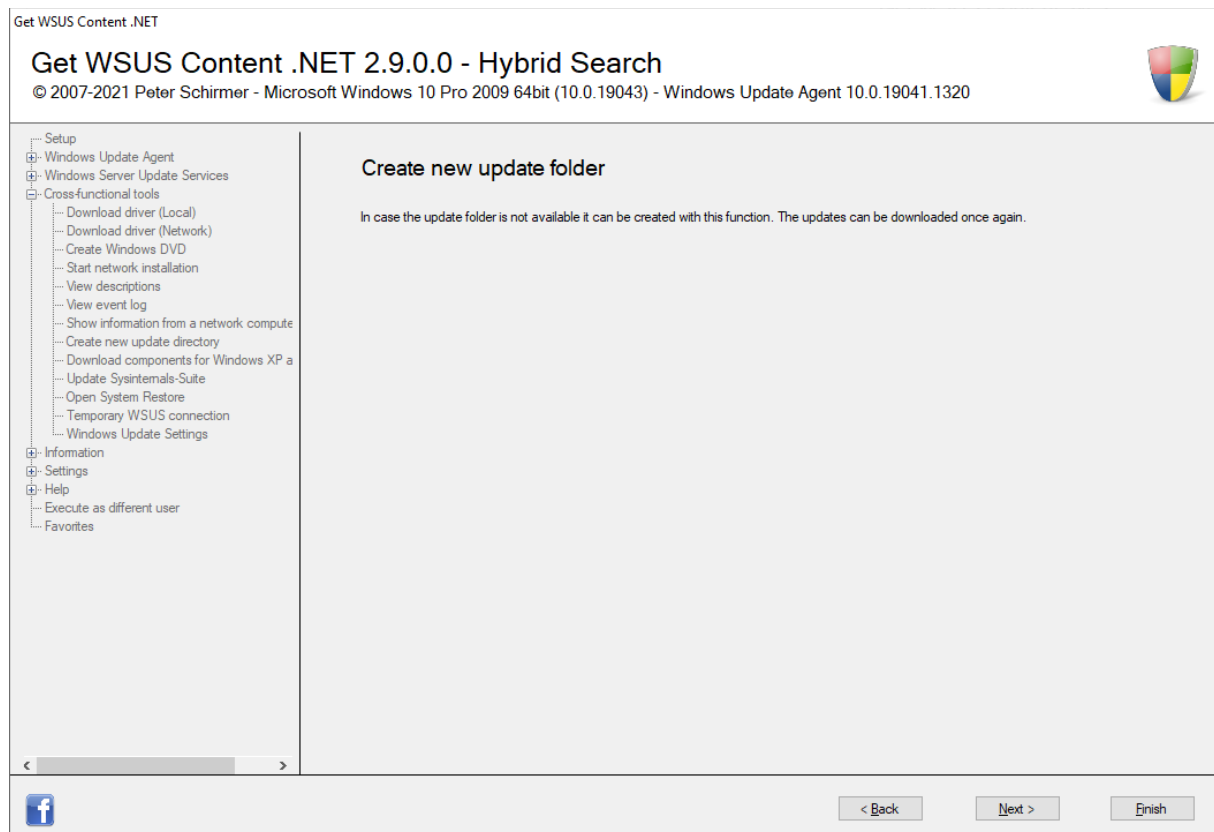 Get WSUS Content .NET
Get WSUS Content .NET 2.9.0.0 - Hybrid Search
© 2007-2021 Peter Schirmer - Microsoft Windows 10 Pro 2009 64bit (10.0.19043) - Windows Update Agent 10.0.19041.1320
Setup
Windows Update Agent
Windows Server Update Services
Cross-functional tools
Download driver (Local)
Download driver (Network)
Create Windows DVD
Start network installation
View descriptions
View event log
Show information from a network compute
Create new update directory
Download components for Windows XP a
Update Sysinternals-Suite
Open System Restore
Temporary WSUS connection
Windows Update Settings
Information
Settings
Help
Execute as different user
Favorites
Create new update folder
In case the update folder is not available it can be created with this function. The updates can be downloaded once again.
< Back
Next >
Finish